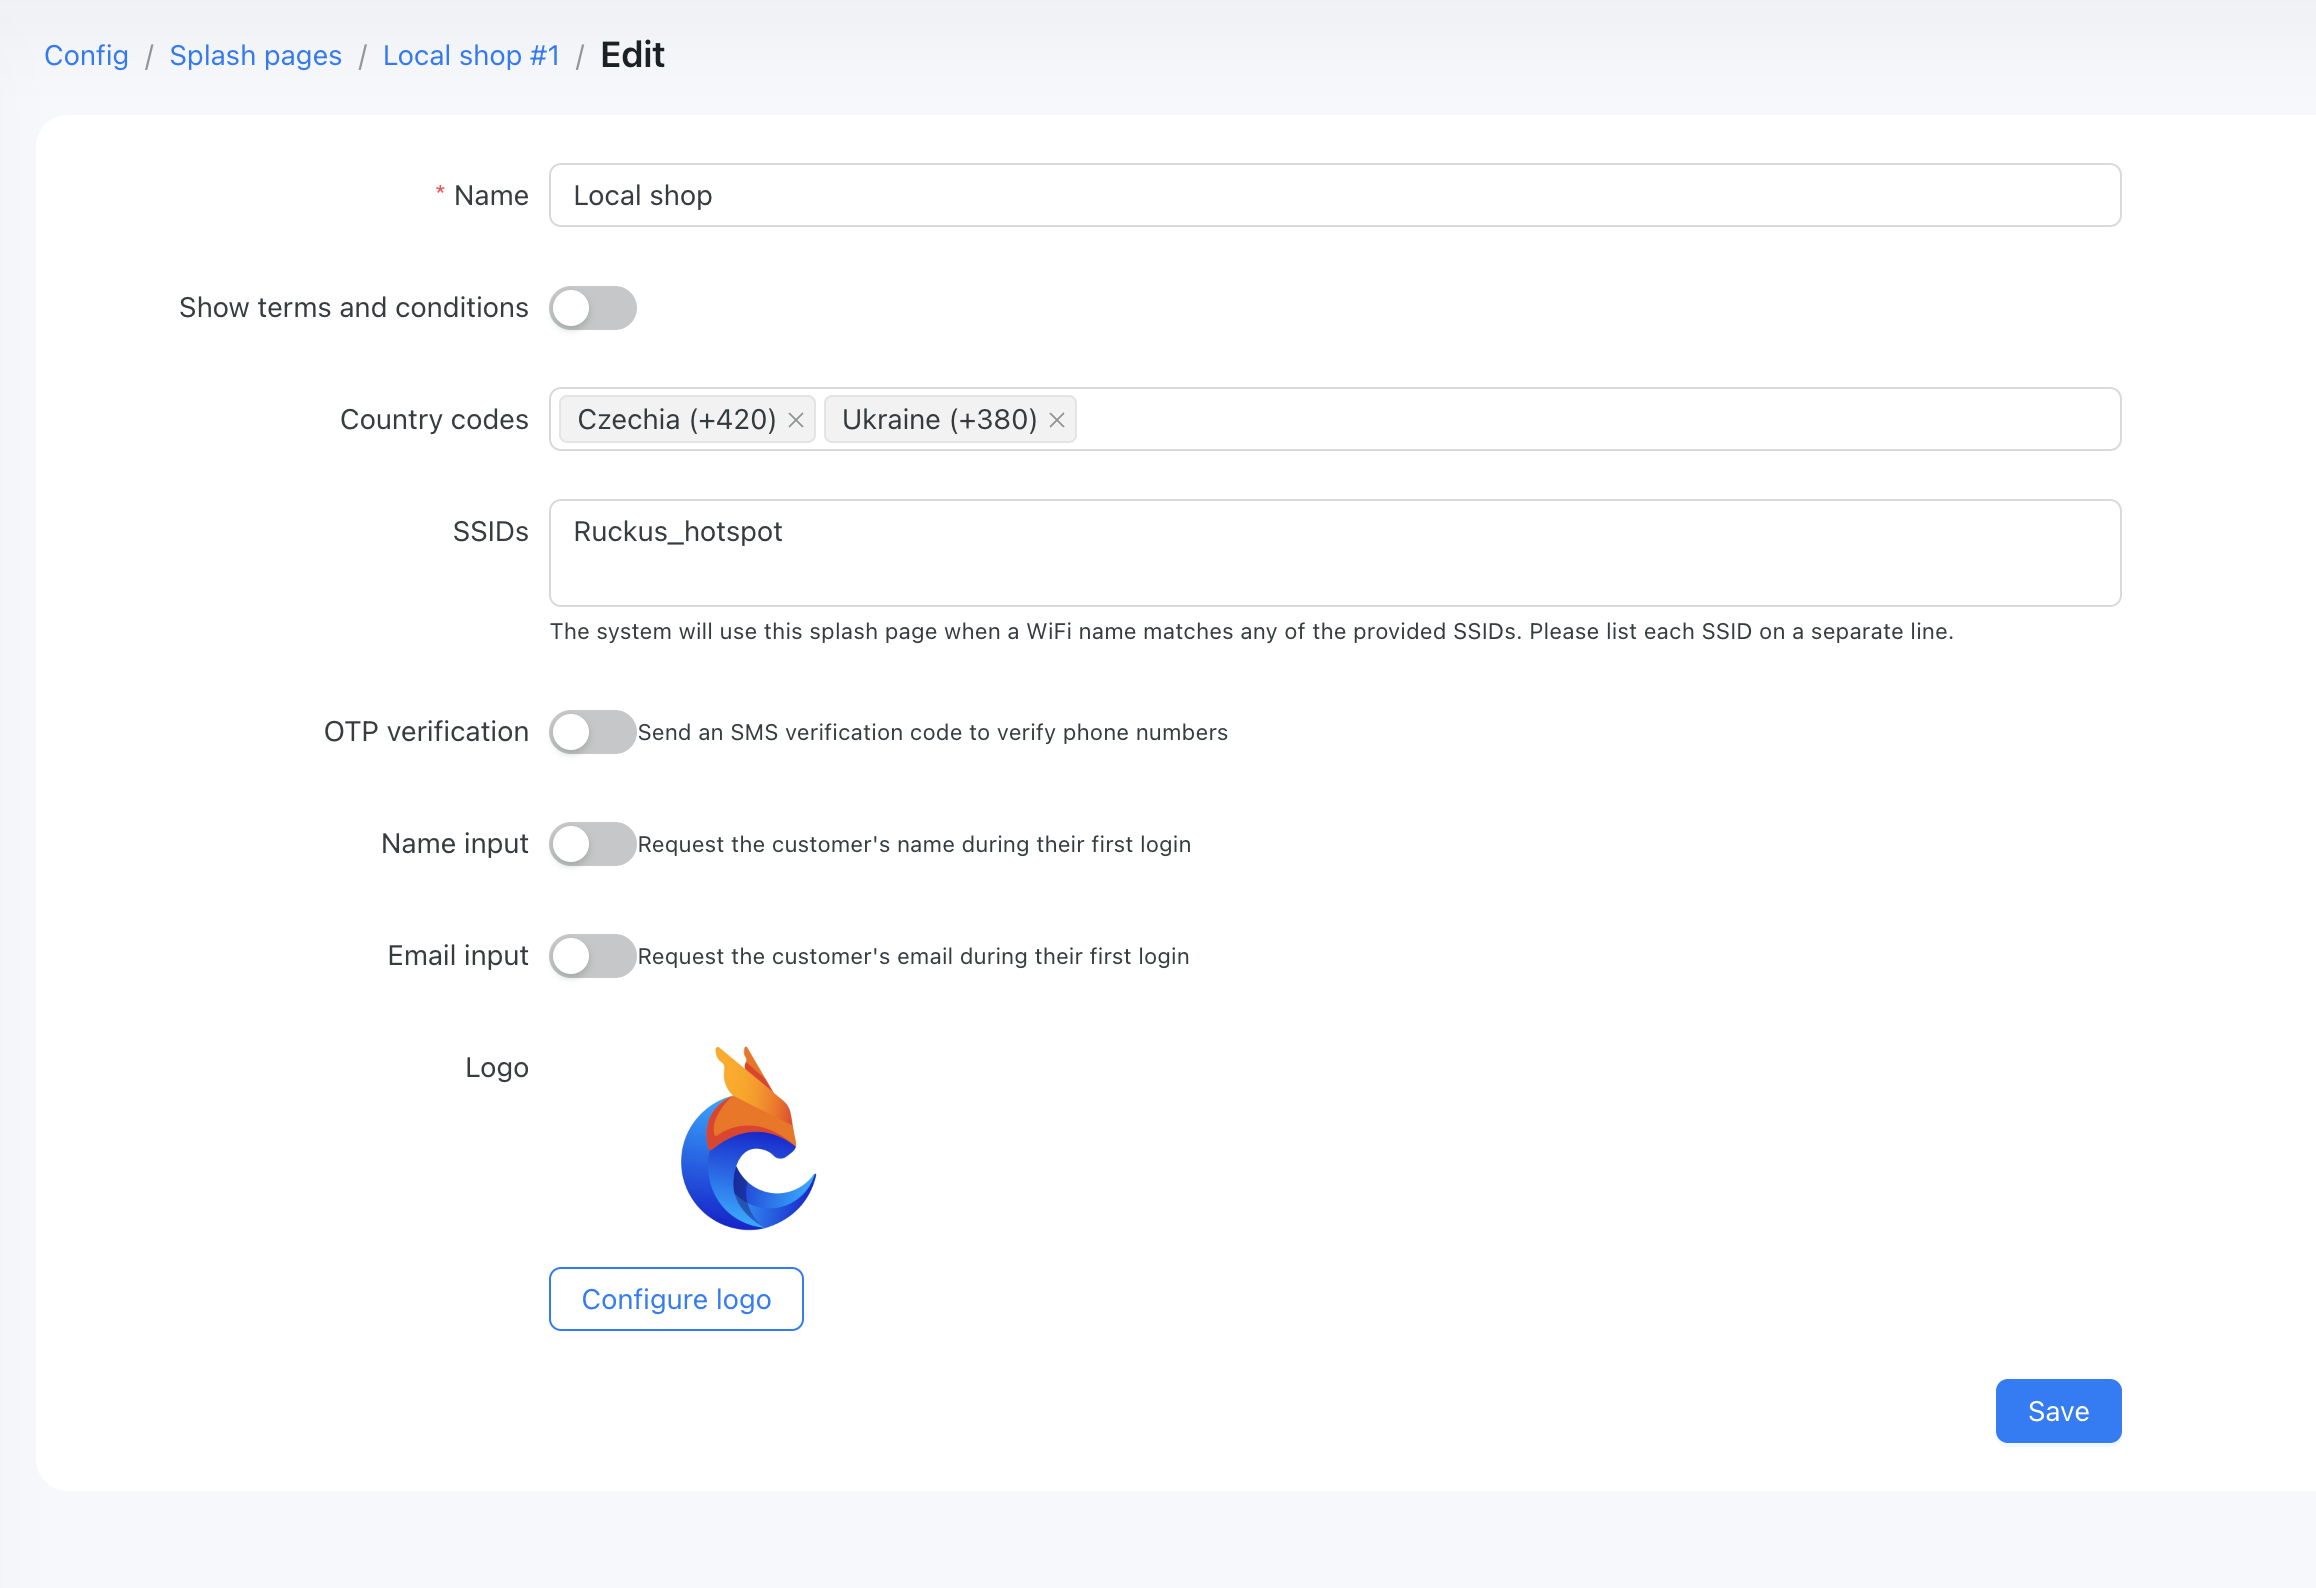 Config / Splash pages / Local shop #1 / Edit
* Name Local shop
Show terms and conditions
Country codes Czechia (+420) × Ukraine (+380) ×
SSIDs Ruckus_hotspot
The system will use this splash page when a WiFi name matches any of the provided SSIDs. Please list each SSID on a separate line.
OTP verification Send an SMS verification code to verify phone numbers
Name input Request the customer's name during their first login
Email input Request the customer's email during their first login
Logo
Configure logo
Save